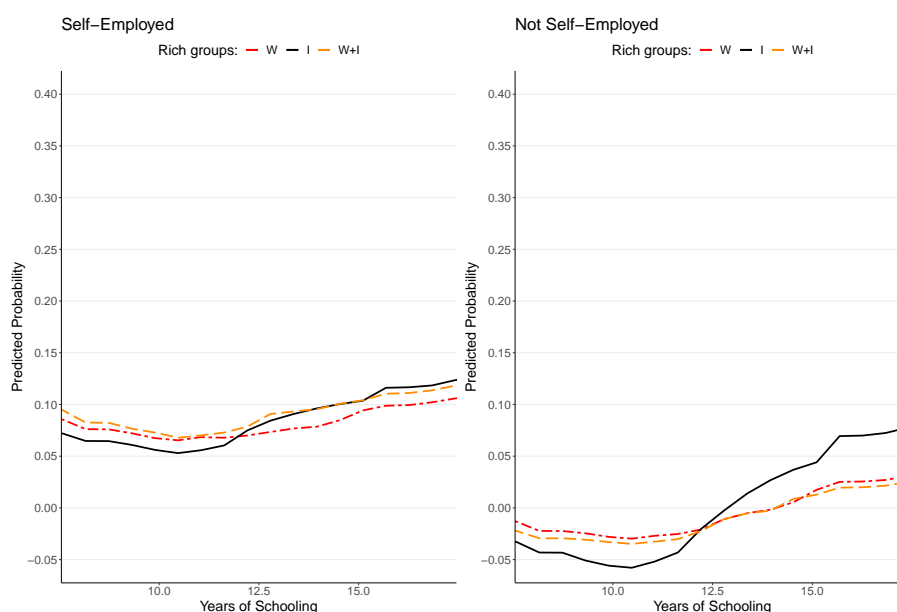 Self−Employed
Rich groups: W I W+I
0.40
0.35
0.30
0.25
0.20
0.15
0.10
0.05
0.00
−0.05
Predicted Probability
10.0 12.5 15.0
Years of Schooling
Not Self−Employed
Rich groups: W I W+I
0.40
0.35
0.30
0.25
0.20
0.15
0.10
0.05
0.00
−0.05
Predicted Probability
10.0 12.5 15.0
Years of Schooling